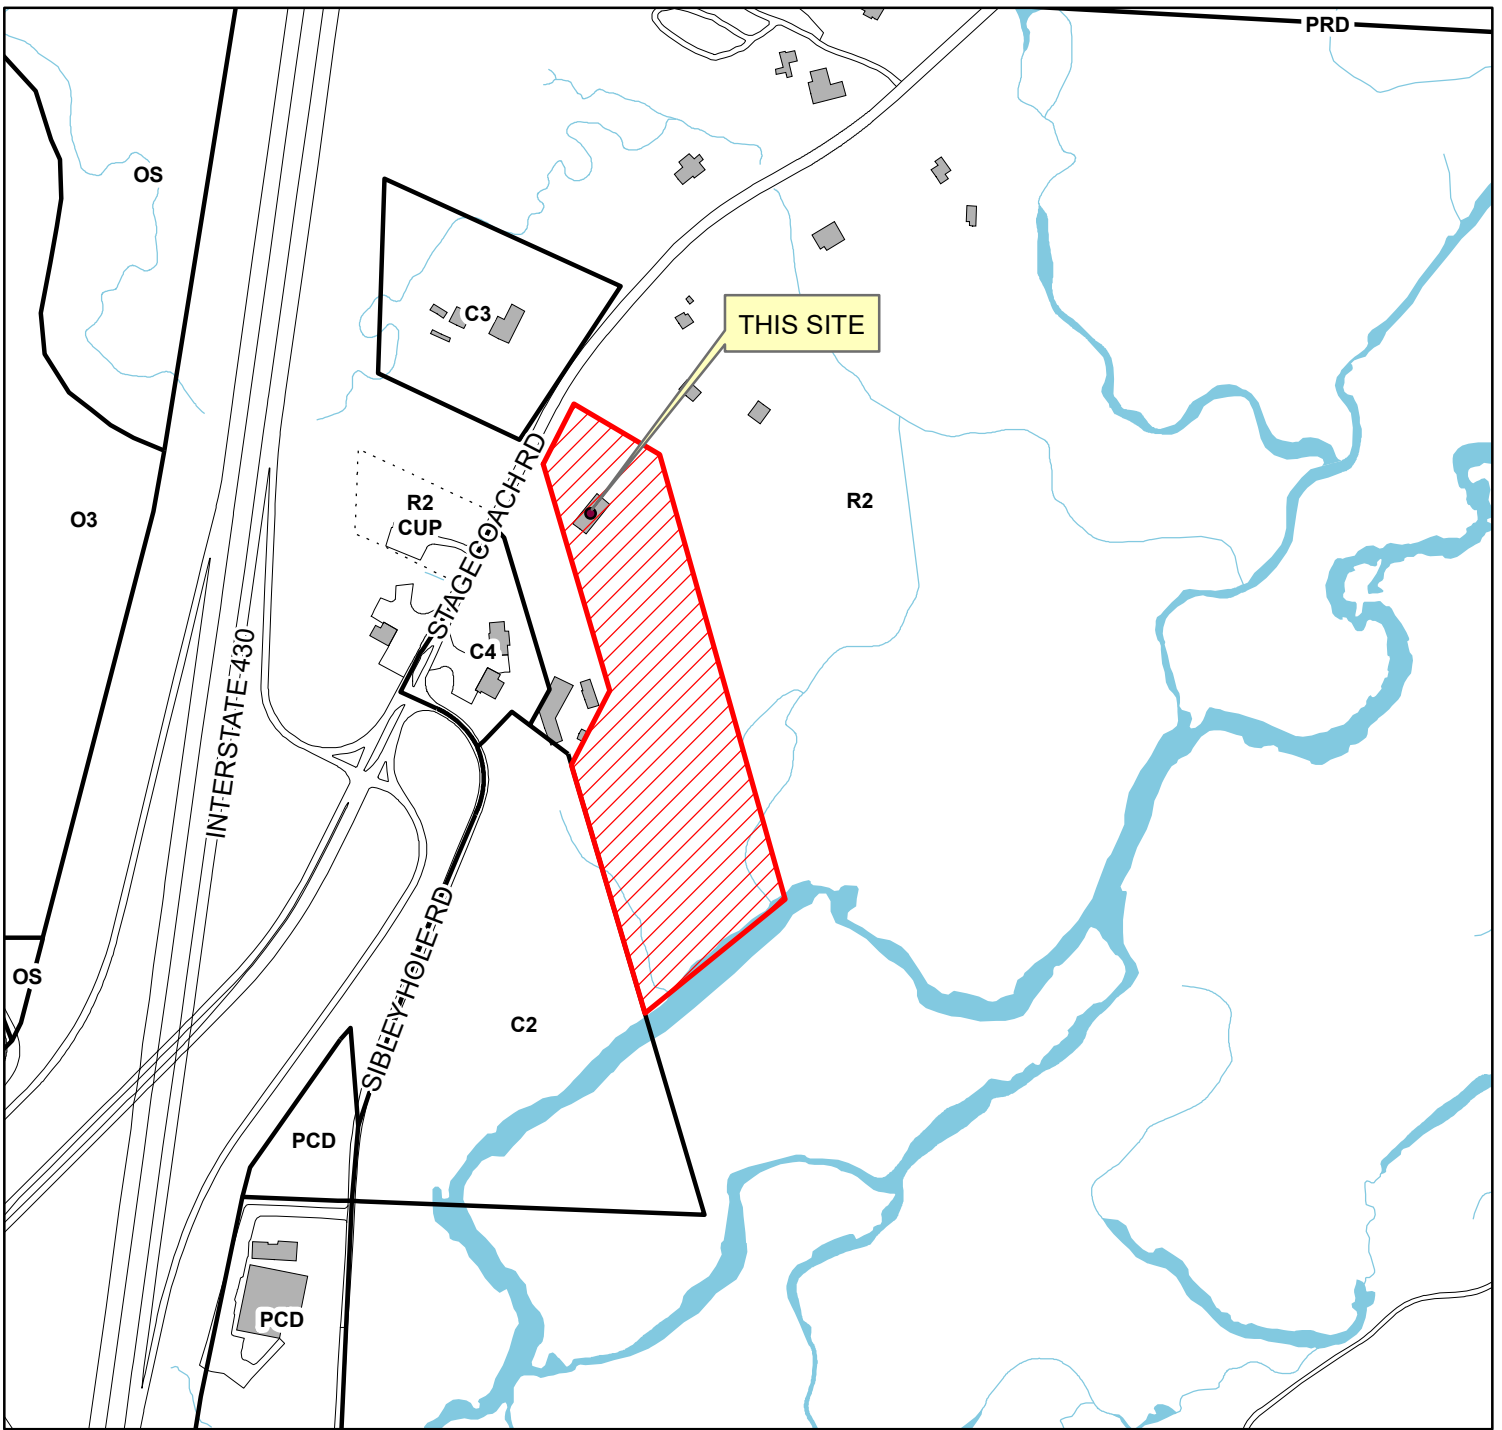 PRD
OS
C3
THIS SITE
STAGECOACH RD
R2
CUP
R2
O3
C4
INTERSTATE 430
SIBLEY HOLE RD
OS
C2
PCD
PCD